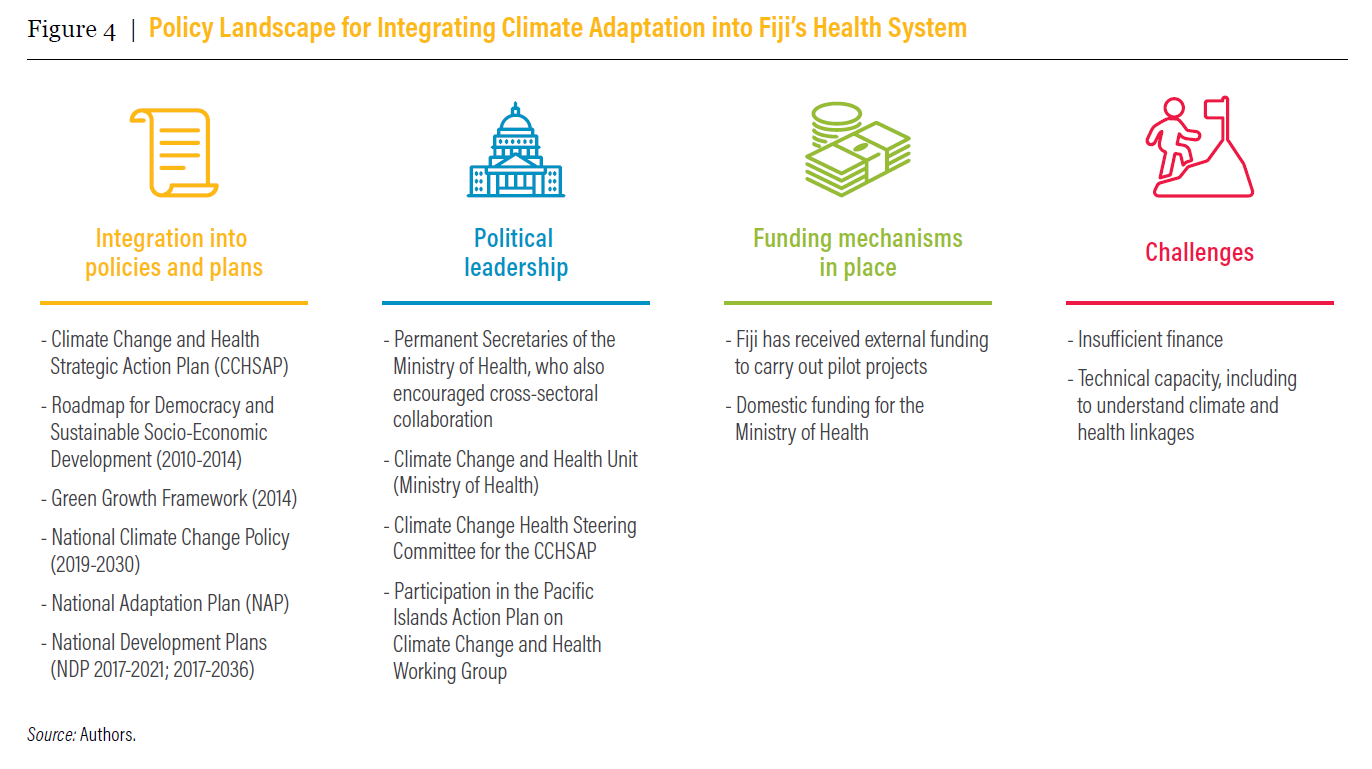 Figure 4 | Policy Landscape for Integrating Climate Adaptation into Fiji's Health System
Integration into
policies and plans
- Climate Change and Health
Strategic Action Plan (CCHSAP)
- Roadmap for Democracy and
Sustainable Socio-Economic
Development (2010-2014)
- Green Growth Framework (2014)
- National Climate Change Policy
(2019-2030)
- National Adaptation Plan (NAP)
- National Development Plans
(NDP 2017-2021; 2017-2036)
Political
leadership
- Permanent Secretaries of the
Ministry of Health, who also
encouraged cross-sectoral
collaboration
- Climate Change and Health Unit
(Ministry of Health)
- Climate Change Health Steering
Committee for the CCHSAP
- Participation in the Pacific
Islands Action Plan on
Climate Change and Health
Working Group
Funding mechanisms
in place
- Fiji has received external funding
to carry out pilot projects
- Domestic funding for the
Ministry of Health
Challenges
- Insufficient finance
- Technical capacity, including
to understand climate and
health linkages
Source: Authors.